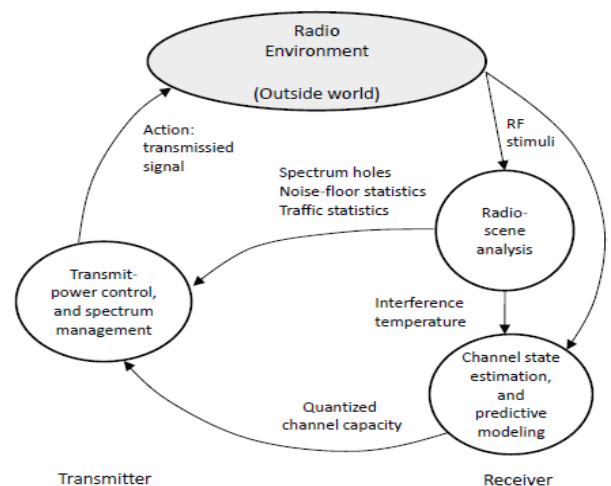 Radio
Environment
(Outside world)
Action:
transmissied
signal
RF
stimuli
Spectrum holes
Noise-floor statistics
Traffic statistics
Radio-
scene
analysis
Transmit-
power control,
and spectrum
management
Interference
temperature
Channel state
estimation,
and
predictive
modeling
Quantized
channel capacity
Transmitter
Receiver